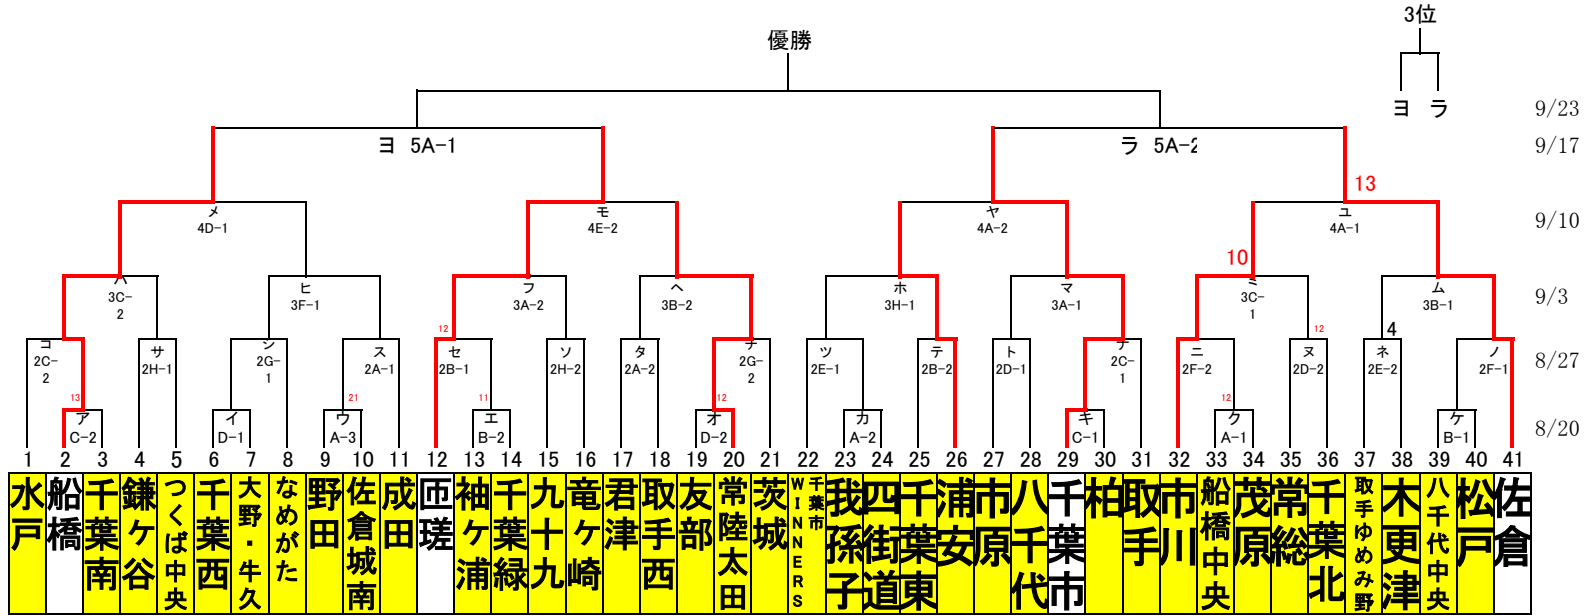 3位
優勝
ヨ ラ 9/23
ヨ 5A-1 ラ 5A-2 9/17
13
メ モ ヤ ユ 9/10
4D-1 4E-2 4A-2 4A-1
10
ハ ヒ フ ヘ ホ マ ミ ム 9/3
3C-2 3F-1 3A-2 3B-2 3H-1 3A-1 3C-1 3B-1
12 12 4
コ サ シ ス セ ソ タ チ ツ テ ト ナ ニ ヌ ネ ノ 8/27
2C-2 2H-1 2G-1 2A-1 2B-1 2H-2 2A-2 2G-2 2E-1 2B-2 2D-1 2C-1 2F-2 2D-2 2E-2 2F-1
13 21 11 12 12
ア イ ウ エ オ カ キ ク ケ 8/20
C-2 D-1 A-3 B-2 D-2 A-2 C-1 A-1 B-1
1 2 3 4 5 6 7 8 9 10 11 12 13 14 15 16 17 18 19 20 21 22 23 24 25 26 27 28 29 30 31 32 33 34 35 36 37 38 39 40 41
水戸
船橋
千葉南
鎌ヶ谷
つくば中央
千葉西
大野・牛久
なめがた
野田
佐倉城南
成田
匝瑳
袖ヶ浦
千葉緑
九十九
竜ヶ崎
君津
取手西
友部
常陸太田
茨城
千葉市
WINNERS
我孫子
四街道
千葉東
浦安
市原
八千代
千葉市
柏
取手
市川
船橋中央
茂原
常総
千葉北
取手ゆめみ野
木更津
八千代中央
松戸
佐倉